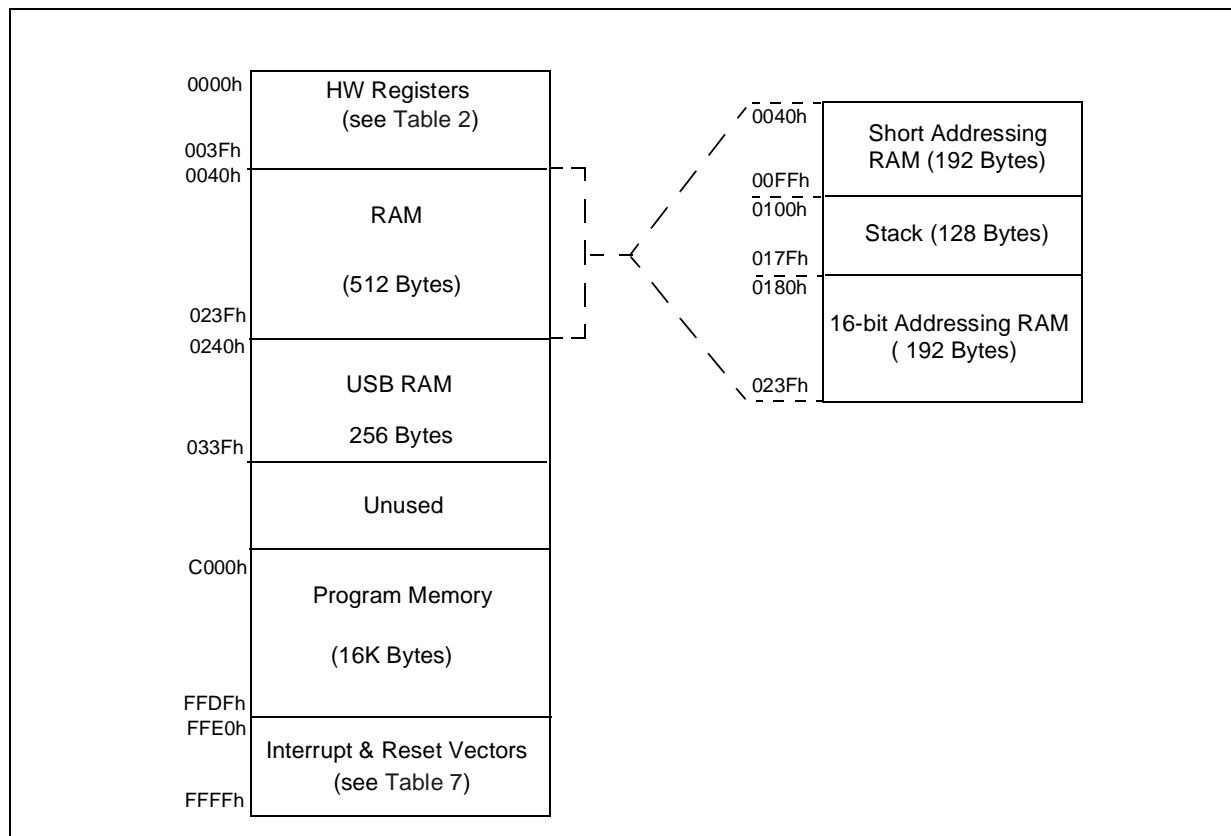 0000h
HW Registers
(see Table 2)
003Fh
0040h
RAM
(512 Bytes)
023Fh
0240h
USB RAM
256 Bytes
033Fh
Unused
C000h
Program Memory
(16K Bytes)
FFDFh
FFE0h
Interrupt & Reset Vectors
(see Table 7)
FFFFh
0040h
Short Addressing
RAM (192 Bytes)
00FFh
0100h
Stack (128 Bytes)
017Fh
0180h
16-bit Addressing RAM
( 192 Bytes)
023Fh